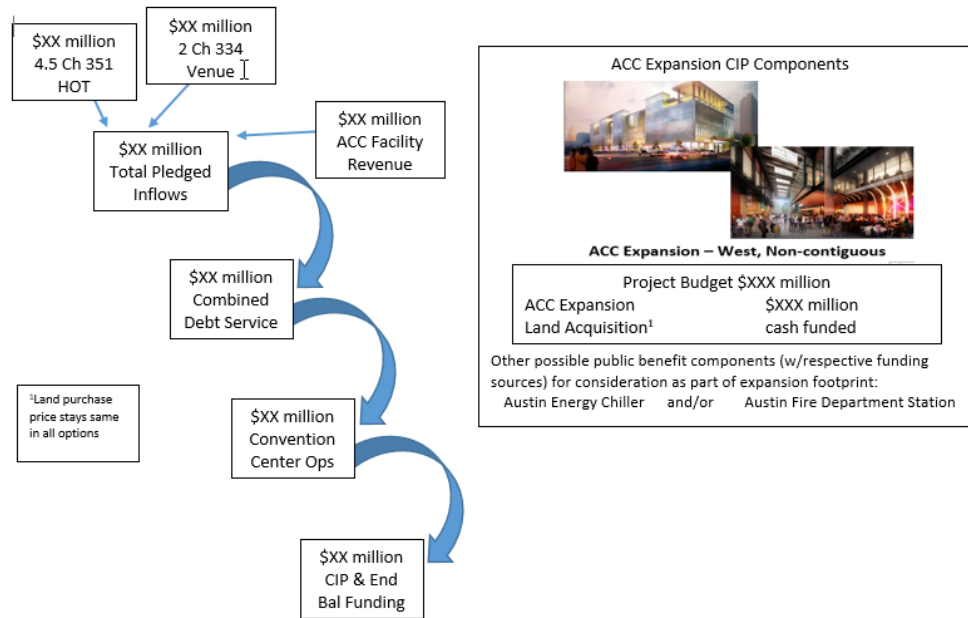 $XX million
4.5 Ch 351
HOT
$XX million
2 Ch 334
Venue
$XX million
Total Pledged
Inflows
$XX million
ACC Facility
Revenue
$XX million
Combined
Debt Service
$XX million
Convention
Center Ops
$XX million
CIP & End
Bal Funding
¹Land purchase
price stays same
in all options
ACC Expansion CIP Components
ACC Expansion – West, Non-contiguous
Project Budget $XXX million
ACC Expansion $XXX million
Land Acquisition¹ cash funded
Other possible public benefit components (w/respective funding
sources) for consideration as part of expansion footprint:
Austin Energy Chiller and/or Austin Fire Department Station